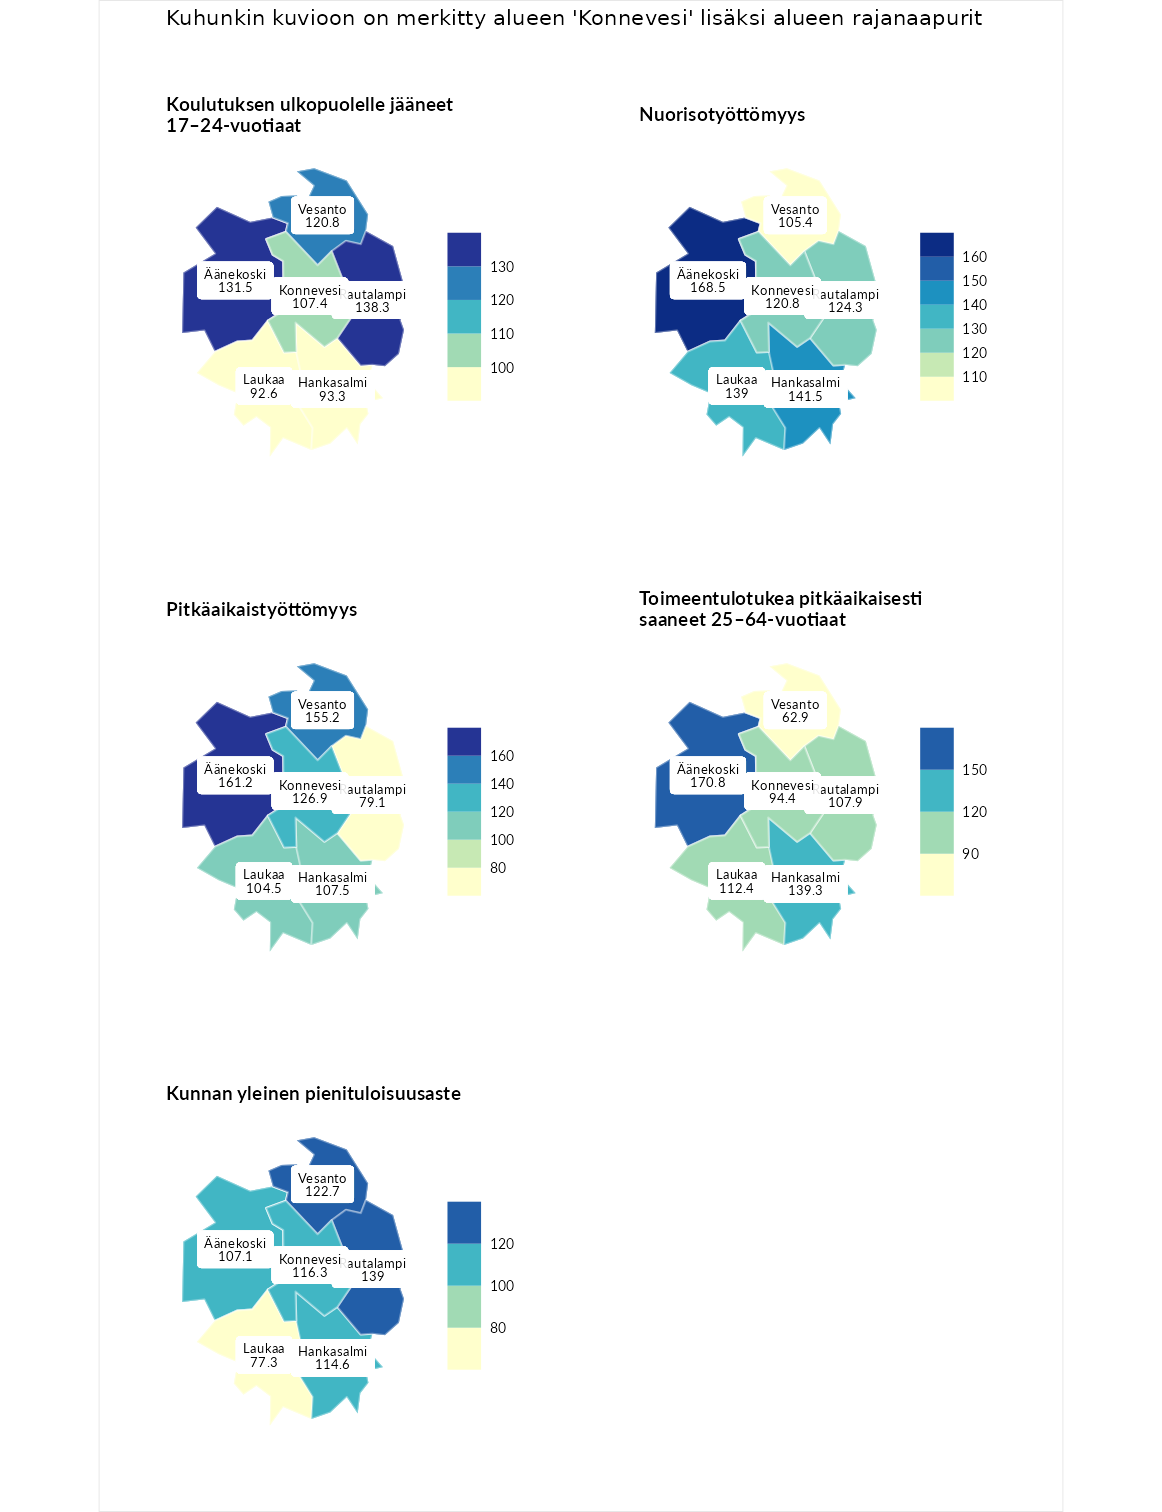 Kuhunkin kuvioon on merkitty alueen 'Konnevesi' lisäksi alueen rajanaapurit
Koulutuksen ulkopuolelle jääneet
17–24-vuotiaat
Vesanto
120.8
Äänekoski
131.5
Konnevesi
107.4
autalampi
138.3
Laukaa
92.6
Hankasalmi
93.3
130
120
110
100
Nuorisotyöttömyys
Vesanto
105.4
Äänekoski
168.5
Konnevesi
120.8
autalampi
124.3
Laukaa
139
Hankasalmi
141.5
160
150
140
130
120
110
Pitkäaikaistyöttömyys
Vesanto
155.2
Äänekoski
161.2
Konnevesi
126.9
autalampi
79.1
Laukaa
104.5
Hankasalmi
107.5
160
140
120
100
80
Toimeentulotukea pitkäaikaisesti
saaneet 25–64-vuotiaat
Vesanto
62.9
Äänekoski
170.8
Konnevesi
94.4
autalampi
107.9
Laukaa
112.4
Hankasalmi
139.3
150
120
90
Kunnan yleinen pienituloisuusaste
Vesanto
122.7
Äänekoski
107.1
Konnevesi
116.3
autalampi
139
Laukaa
77.3
Hankasalmi
114.6
120
100
80